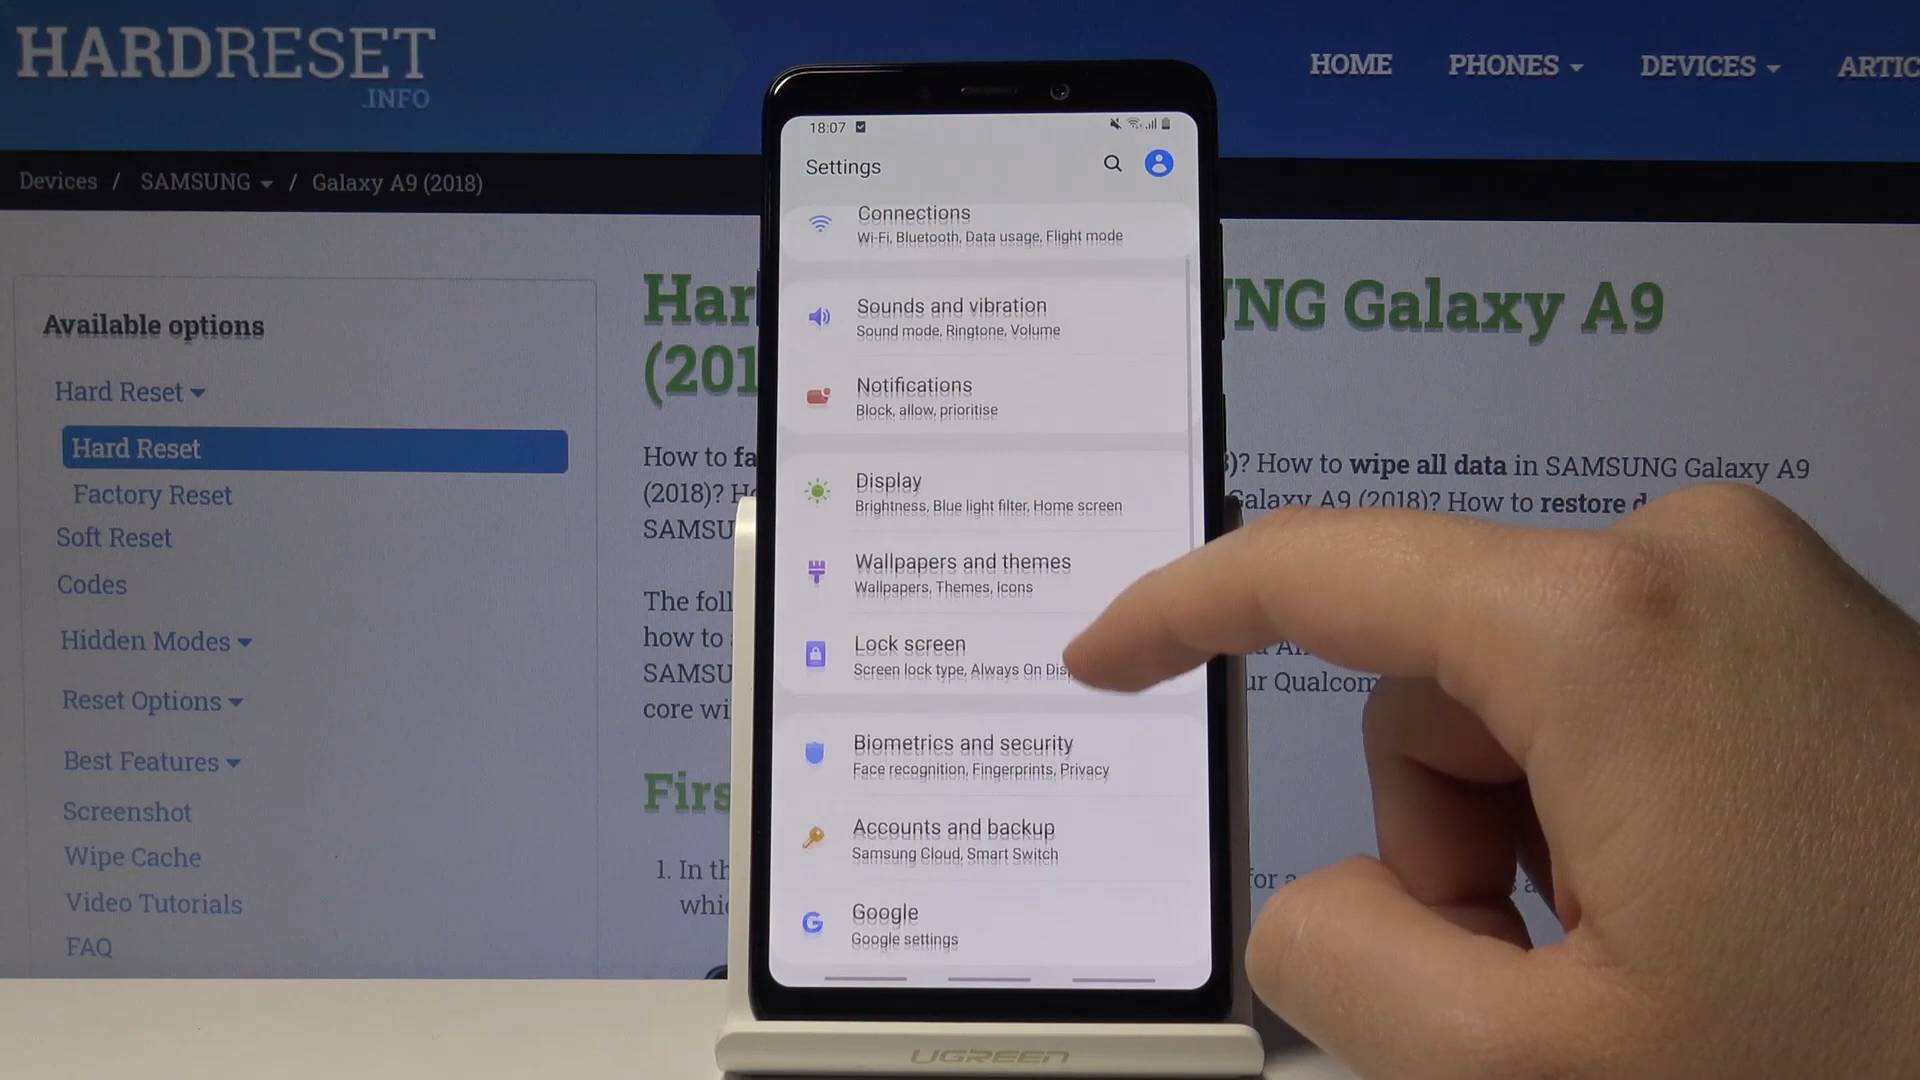 HARDRESET
.INFO
HOME
PHONES
DEVICES
ARTIC
Devices / SAMSUNG / Galaxy A9 (2018)
Available options
Hard Reset
Hard Reset
Factory Reset
Soft Reset
Codes
Hidden Modes
Reset Options
Best Features
Screenshot
Wipe Cache
Video Tutorials
FAQ
Har
NG Galaxy A9
(201
How to fa
)? How to wipe all data in SAMSUNG Galaxy A9
(2018)?
Galaxy A9 (2018)? How to restore d
SAMSU
The foll
how to
SAMSU
ur Qualcom
core wi
Firs
1. In th
for a
whic
18:07
Settings
Connections
Wi-Fi, Bluetooth, Data usage, Flight mode
Sounds and vibration
Sound mode, Ringtone, Volume
Notifications
Block, allow, prioritise
Display
Brightness, Blue light filter, Home screen
Wallpapers and themes
Wallpapers, Themes, Icons
Lock screen
Screen lock type, Always On Disp
Biometrics and security
Face recognition, Fingerprints, Privacy
Accounts and backup
Samsung Cloud, Smart Switch
Google
Google settings
UGREEN